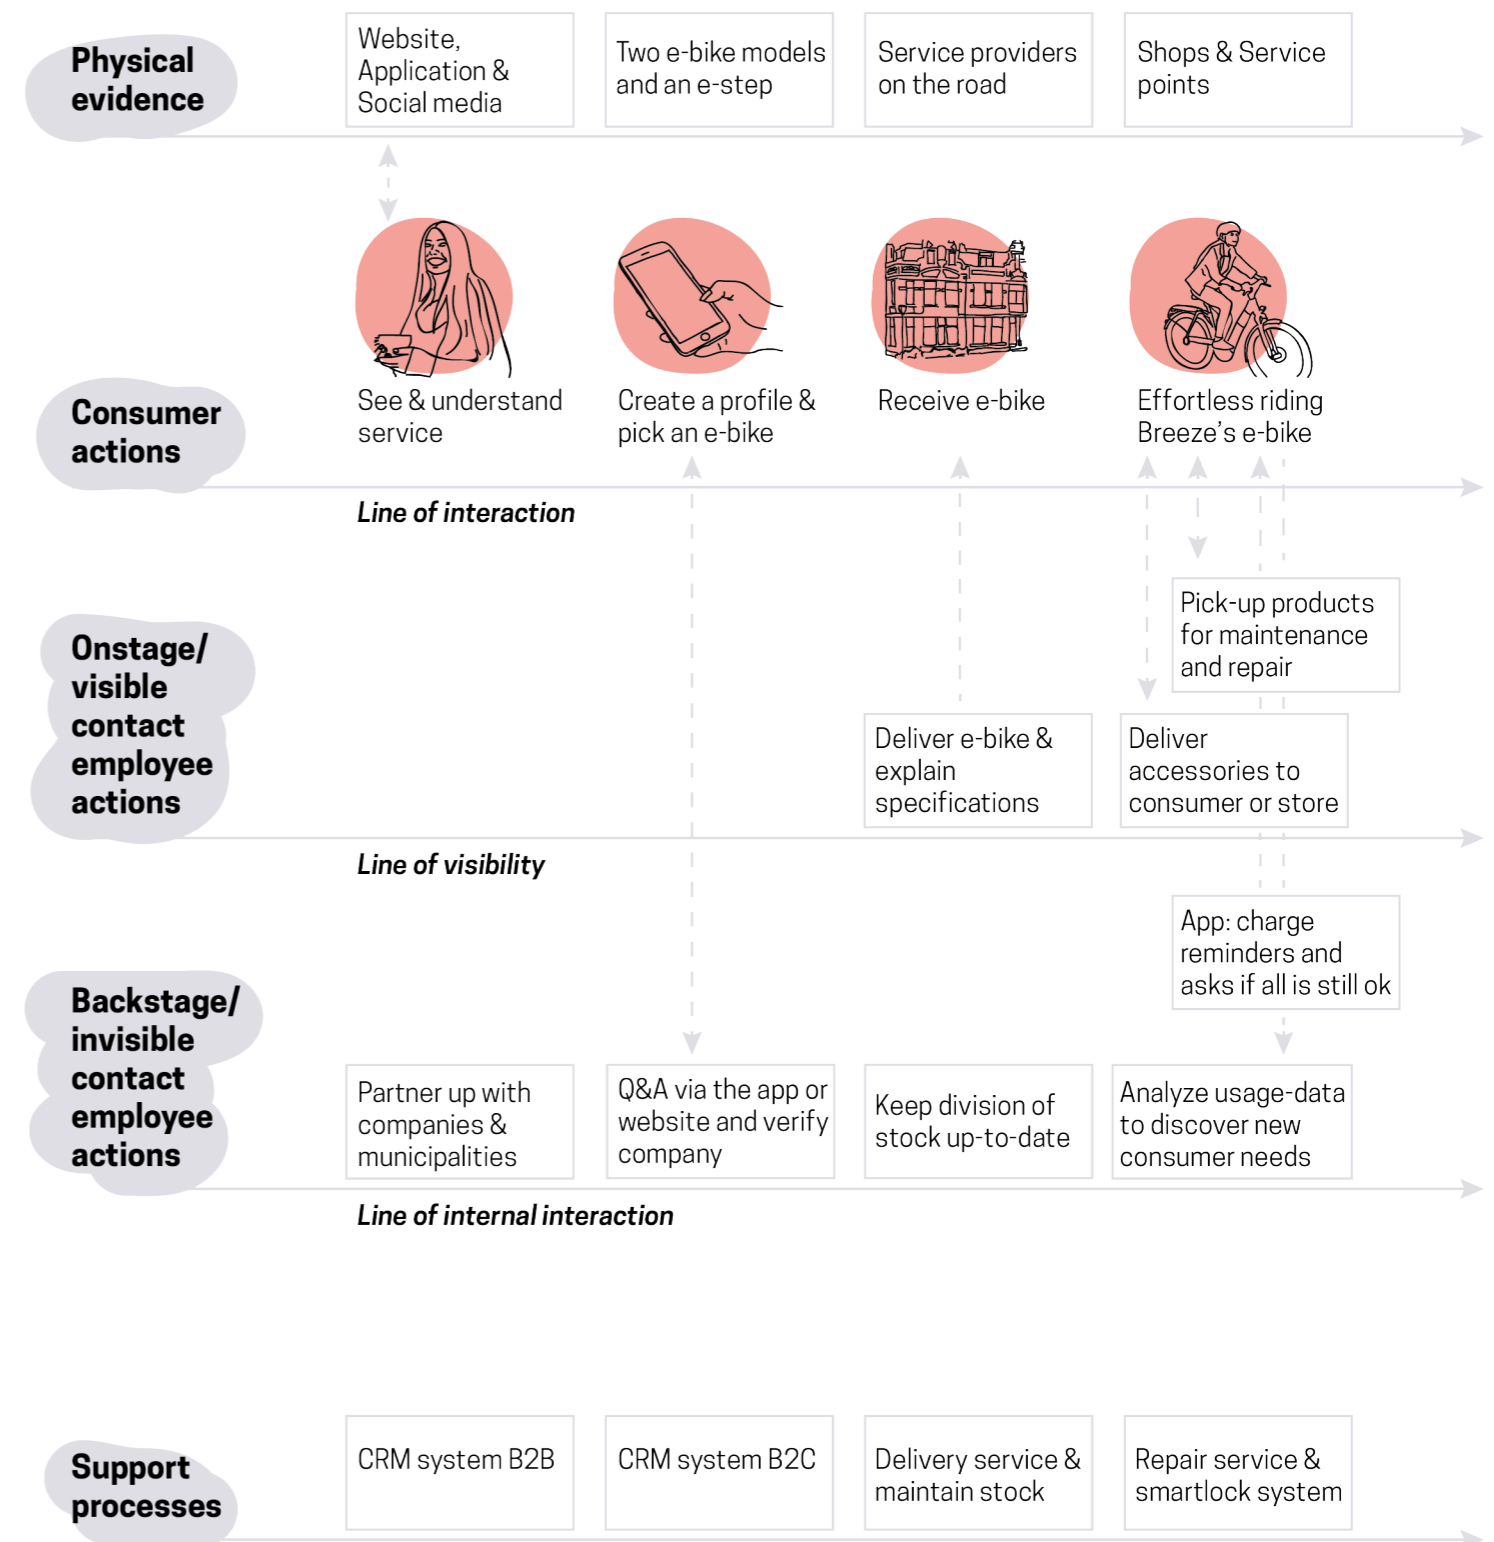 Physical
evidence
Website,
Application &
Social media
Two e-bike models
and an e-step
Service providers
on the road
Shops & Service
points
Consumer
actions
See & understand
service
Create a profile &
pick an e-bike
Receive e-bike
Effortless riding
Breeze's e-bike
Line of interaction
Onstage/
visible
contact
employee
actions
Pick-up products
for maintenance
and repair
Deliver e-bike &
explain
specifications
Deliver
accessories to
consumer or store
Line of visibility
Backstage/
invisible
contact
employee
actions
App: charge
reminders and
asks if all is still ok
Partner up with
companies &
municipalities
Q&A via the app or
website and verify
company
Keep division of
stock up-to-date
Analyze usage-data
to discover new
consumer needs
Line of internal interaction
Support
processes
CRM system B2B
CRM system B2C
Delivery service &
maintain stock
Repair service &
smartlock system